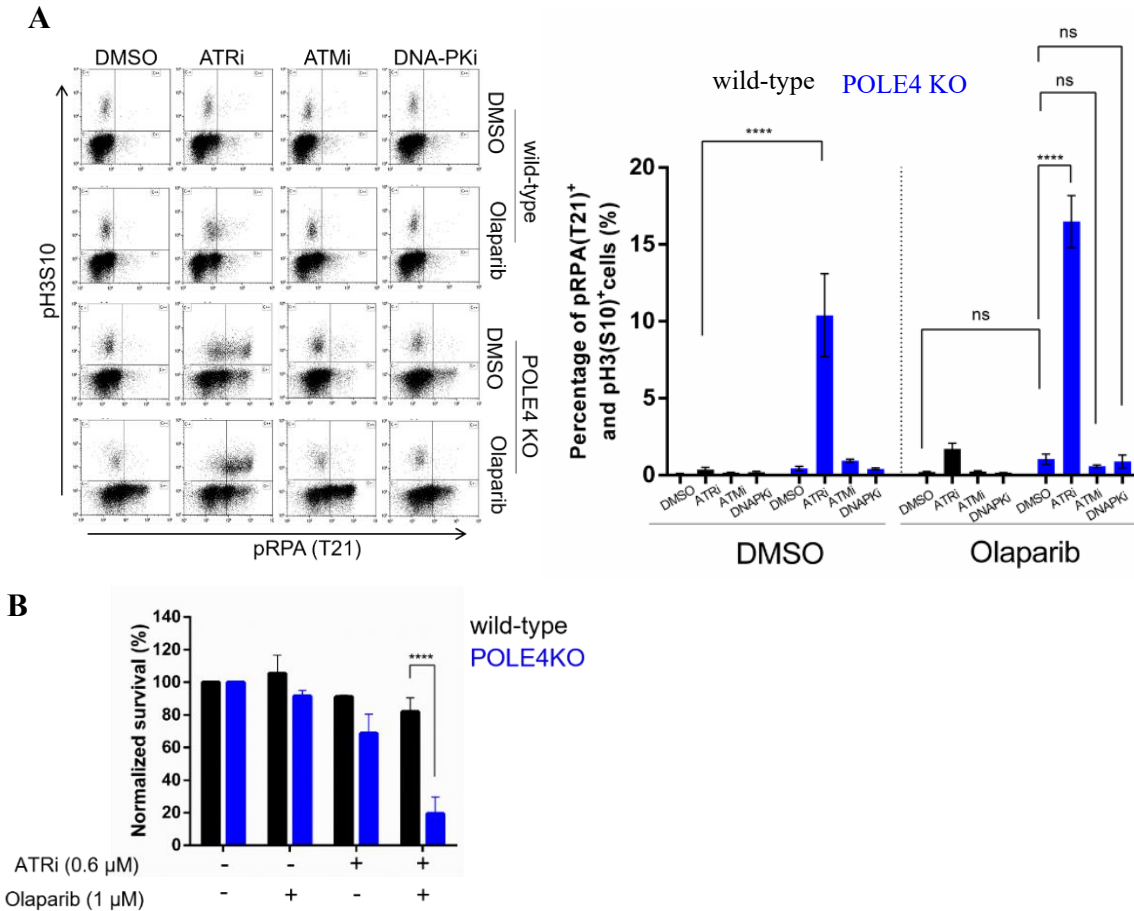 A
DMSO ATRi ATMi DNA-PKi
DMSO
Olaparib
wild-type
DMSO
Olaparib
POLE4 KO
pH3S10
pRPA (T21)
wild-type POLE4 KO
ns
ns
**** ****
ns
Percentage of pRPA(T21)+
and pH3(S10)+cells (%)
20
15
10
5
0
DMSO ATRi ATMi DNAPKi DMSO ATRi ATMi DNAPKi DMSO ATRi ATMi DNAPKi DMSO ATRi ATMi DNAPKi
DMSO Olaparib
B
Normalized survival (%)
140
120
100
80
60
40
20
0
****
wild-type
POLE4KO
ATRi (0.6 µM) - - + +
Olaparib (1 µM) - + - +